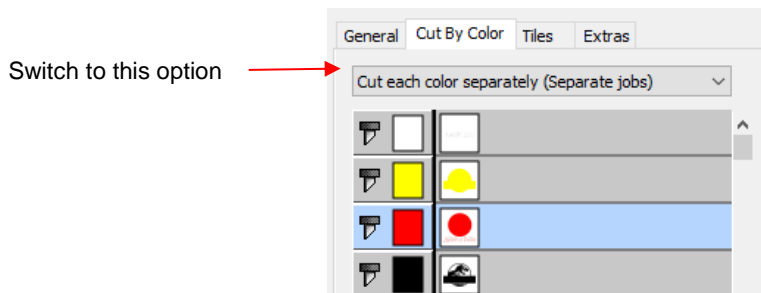 General Cut By Color Tiles Extras
Switch to this option
Cut each color separately (Separate jobs)